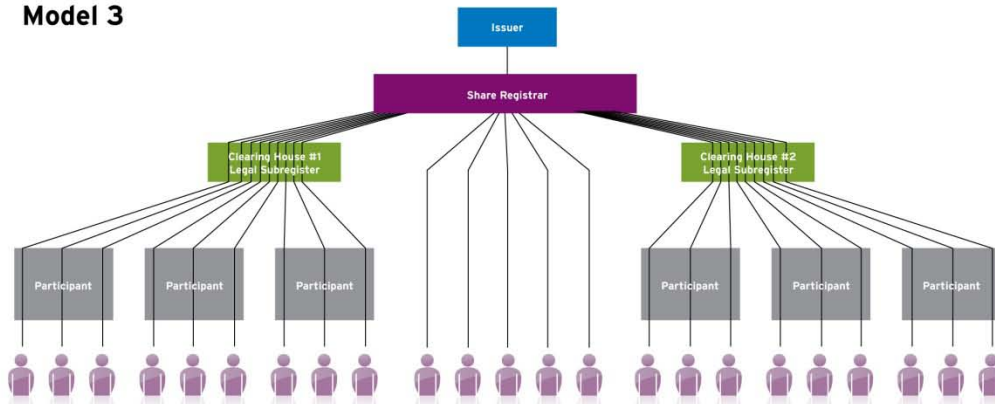 Model 3
Issuer
Share Registrar
Clearing House #1
Legal Subregister
Clearing House #2
Legal Subregister
Participant
Participant
Participant
Participant
Participant
Participant